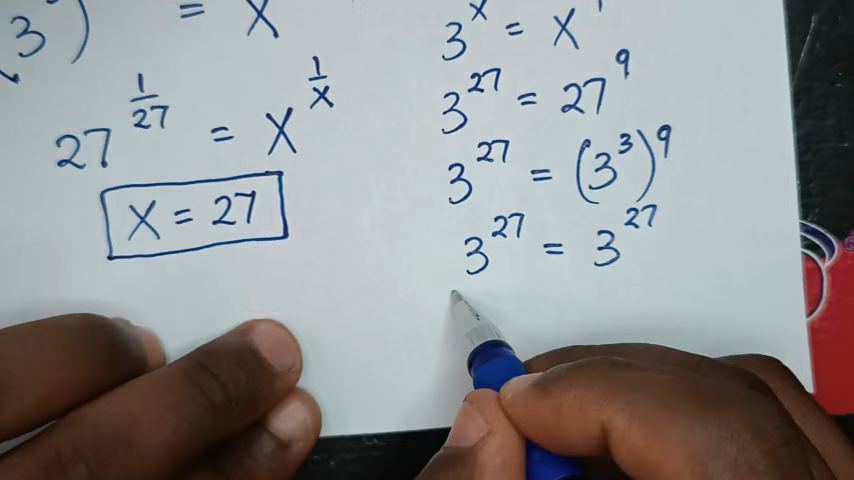 (3 ) = x
27^(1/27) = x^(1/x)
x = 27
3^x = x
3^27 = 27^9
3^27 = (3^3)^9
3^27 = 3^27